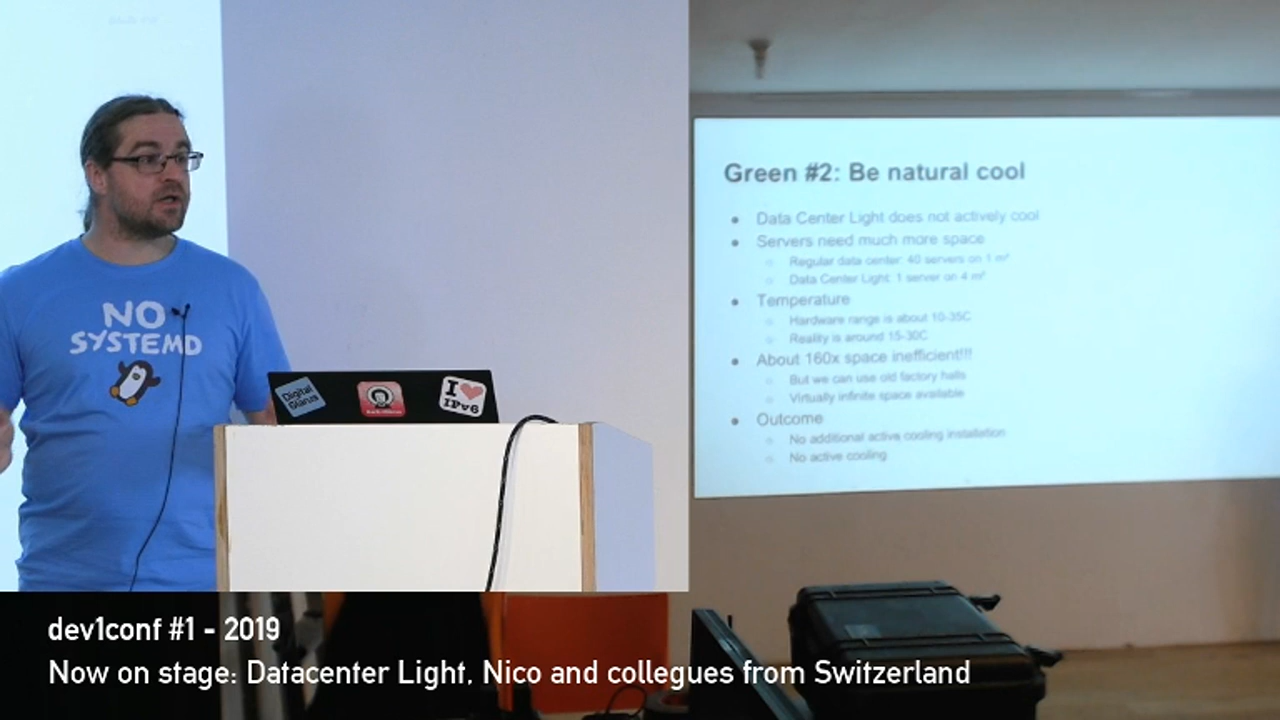 NO
SYSTEMD
Digital
Glarus
I ♥
IPv6
Green #2: Be natural cool
● Data Center Light does not actively cool
● Servers need much more space
○ Regular data center: 40 servers on 1 m²
○ Data Center Light: 1 server on 4 m²
● Temperature
○ Hardware range is about 10-35C
○ Reality is around 15-30C
● About 160x space inefficient!!!
○ But we can use old factory halls
○ Virtually infinite space available
● Outcome
○ No additional active cooling installation
○ No active cooling
dev1conf #1 - 2019
Now on stage: Datacenter Light, Nico and collegues from Switzerland